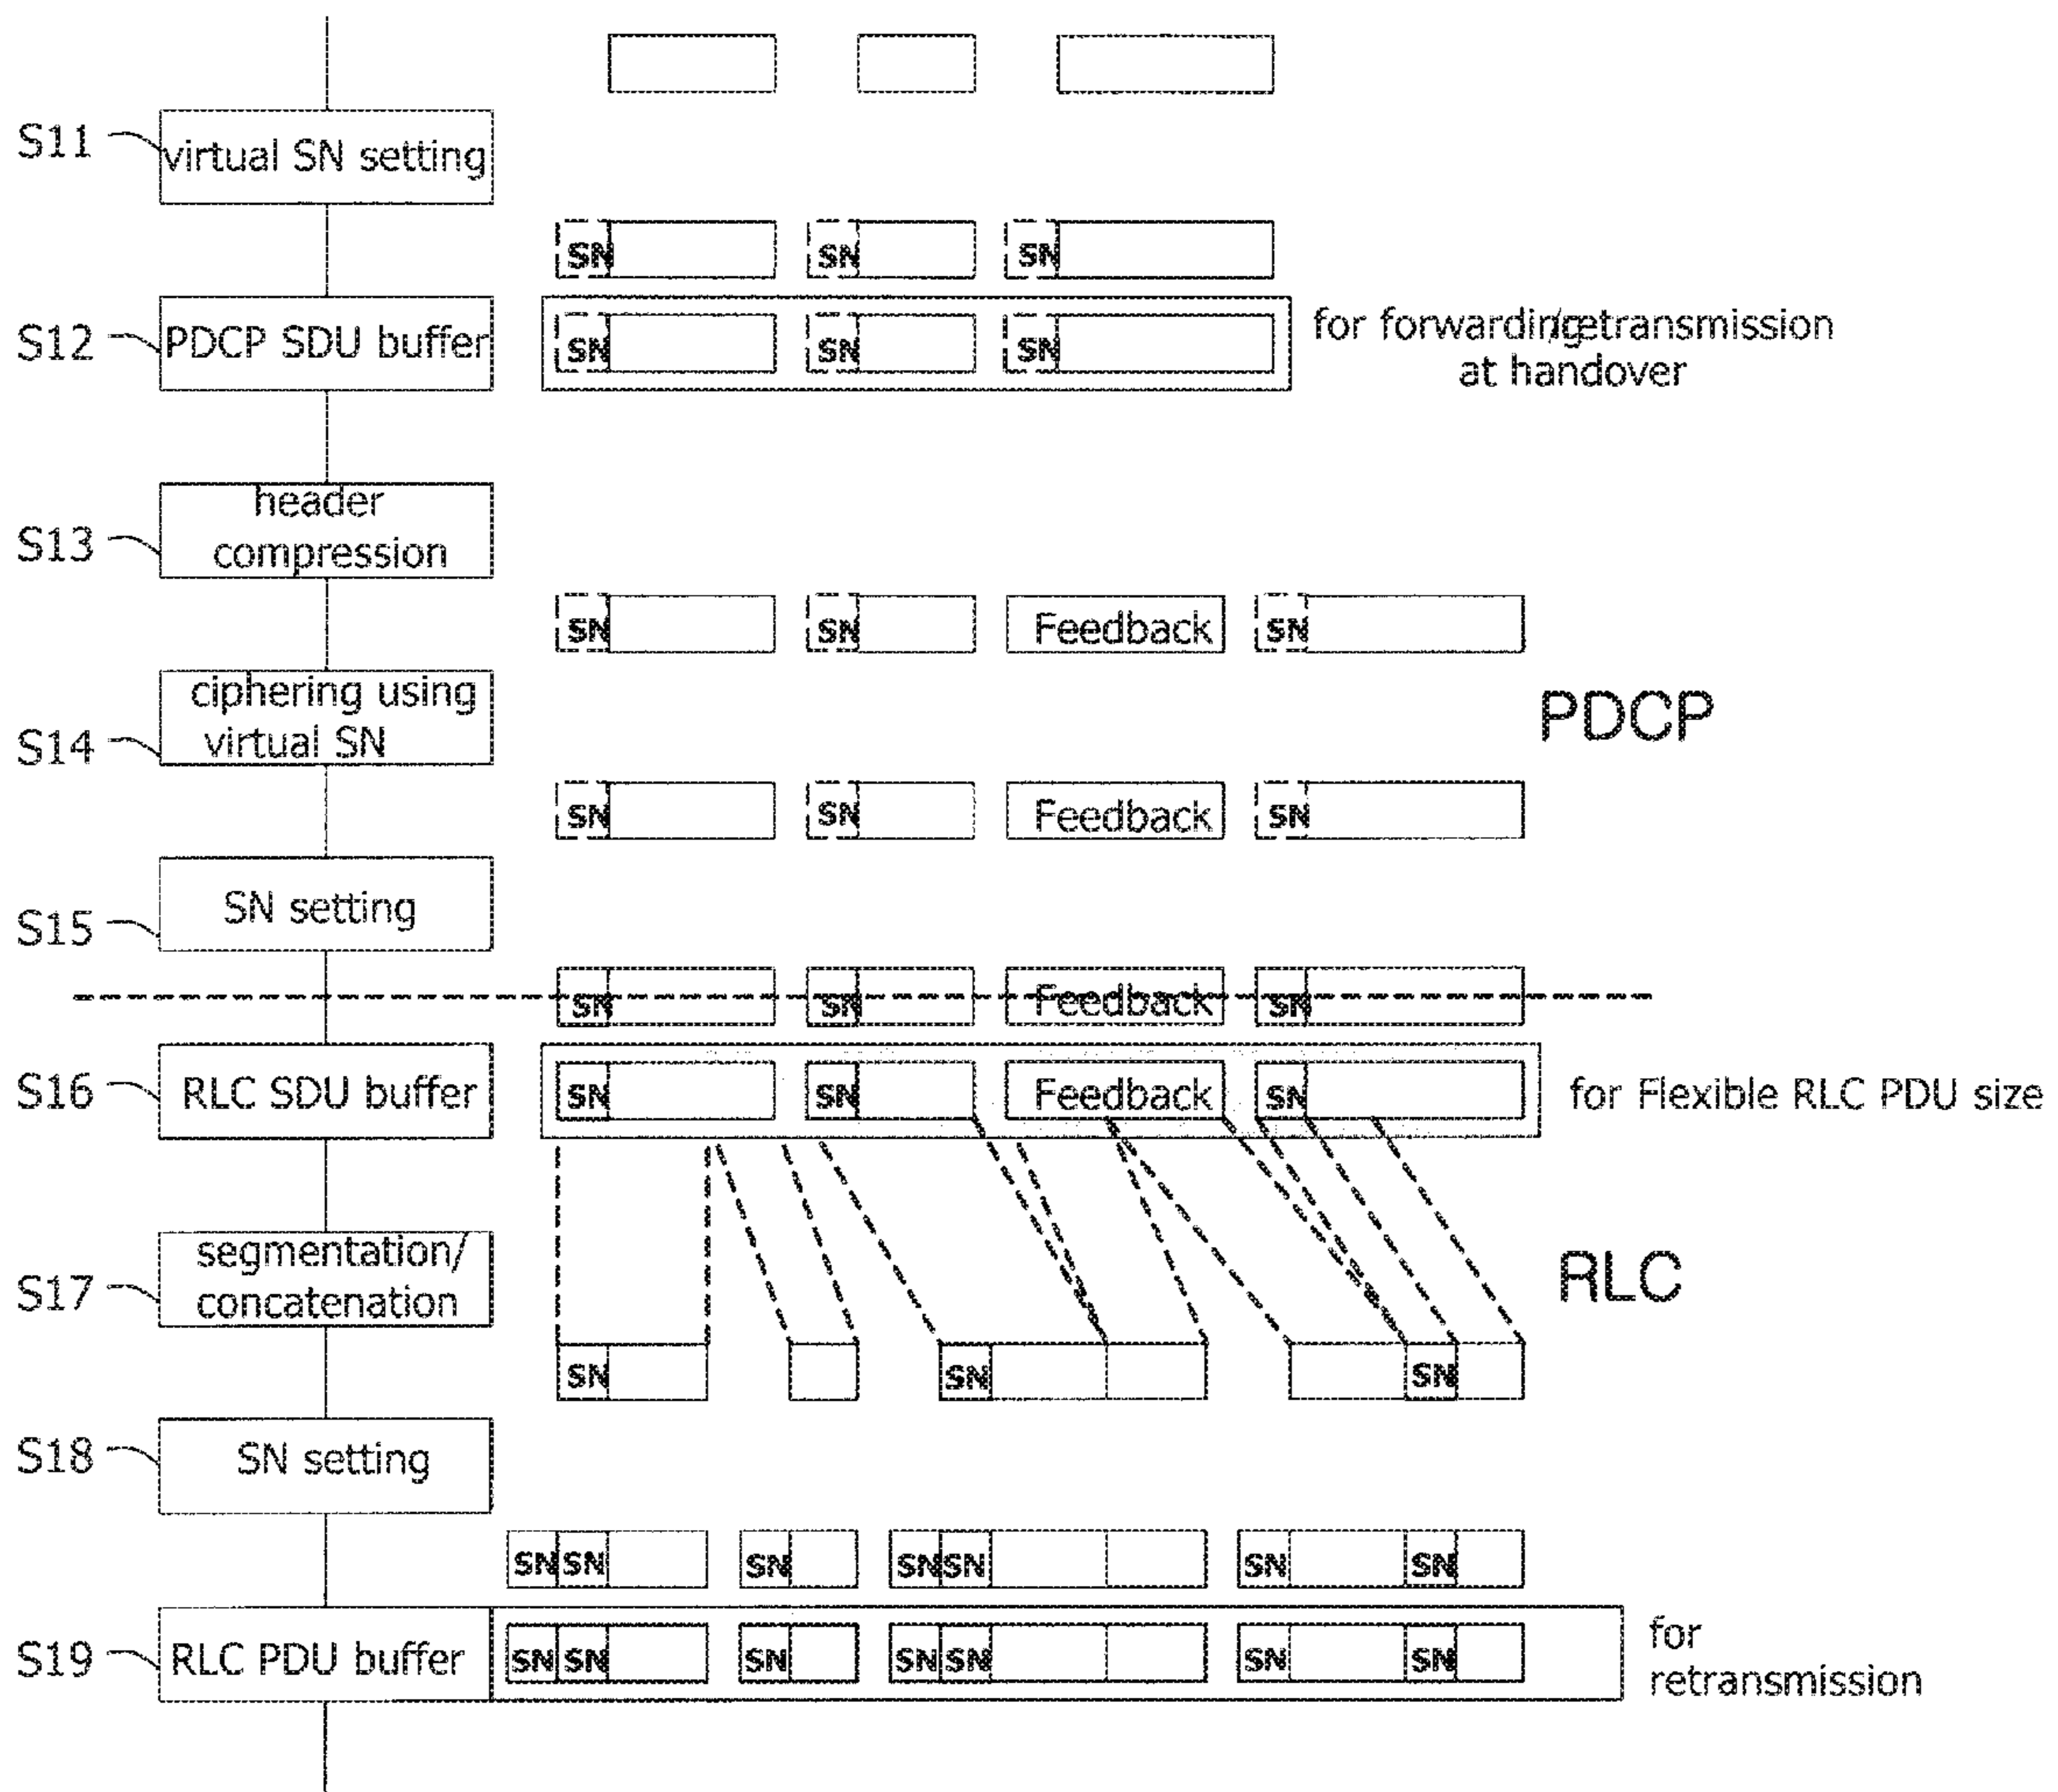 S11
virtual SN setting
SN SN SN
S12
PDCP SDU buffer
SN SN SN
for forwarding/retransmission
at handover
S13
header
compression
SN SN Feedback SN
S14
ciphering using
virtual SN
PDCP
SN SN Feedback SN
S15
SN setting
SN SN Feedback SN
S16
RLC SDU buffer
SN SN Feedback SN
for Flexible RLC PDU size
S17
segmentation/
concatenation
RLC
SN SN SN
S18
SN setting
SN SN SN SN SN SN SN
S19
RLC PDU buffer
SN SN SN SN SN SN SN
for
retransmission